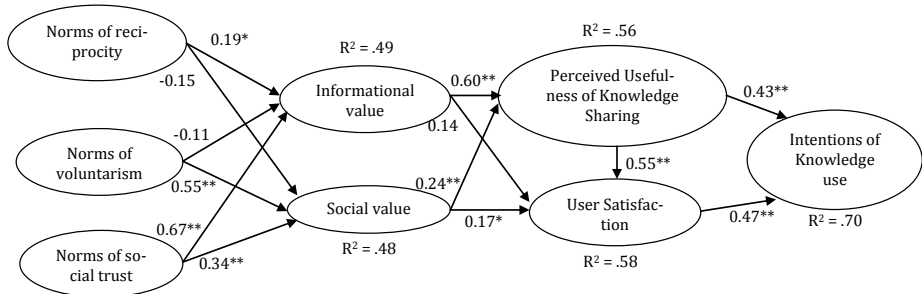 Norms of reci-
procity
0.19*
-0.15
R² = .49
Informational
value
0.60**
0.14
R² = .56
Perceived Useful-
ness of Knowledge
Sharing
0.43**
Norms of
voluntarism
-0.11
0.55**
0.55**
Intentions of
Knowledge
use
R² = .70
Social value
R² = .48
0.24**
0.17*
User Satisfac-
tion
R² = .58
0.47**
Norms of so-
cial trust
0.67**
0.34**